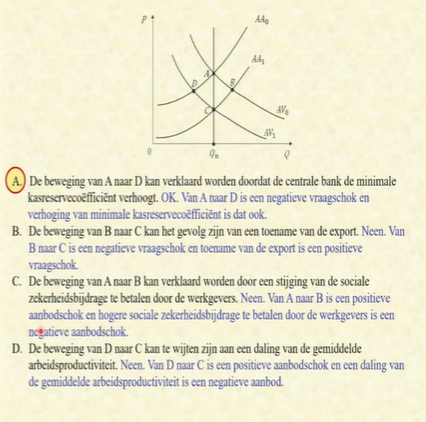 P
AA₀
AA₁
A
D
B
C
AV₀
AV₁
0
Qₙ
Q
A. De beweging van A naar D kan verklaard worden doordat de centrale bank de minimale
kasreservecoëfficiënt verhoogt. OK. Van A naar D is een negatieve vraagschok en
verhoging van minimale kasreservecoëfficiënt is dat ook.
B. De beweging van B naar C kan het gevolg zijn van een toename van de export. Neen. Van
B naar C is een negatieve vraagschok en toename van de export is een positieve
vraagschok.
C. De beweging van A naar B kan verklaard worden door een stijging van de sociale
zekerheidsbijdrage te betalen door de werkgevers. Neen. Van A naar B is een positieve
aanbodschok en hogere sociale zekerheidsbijdrage te betalen door de werkgevers is een
negatieve aanbodschok.
D. De beweging van D naar C kan te wijten zijn aan een daling van de gemiddelde
arbeidsproductiviteit. Neen. Van D naar C is een positieve aanbodschok en een daling van
de gemiddelde arbeidsproductiviteit is een negatieve aanbod.